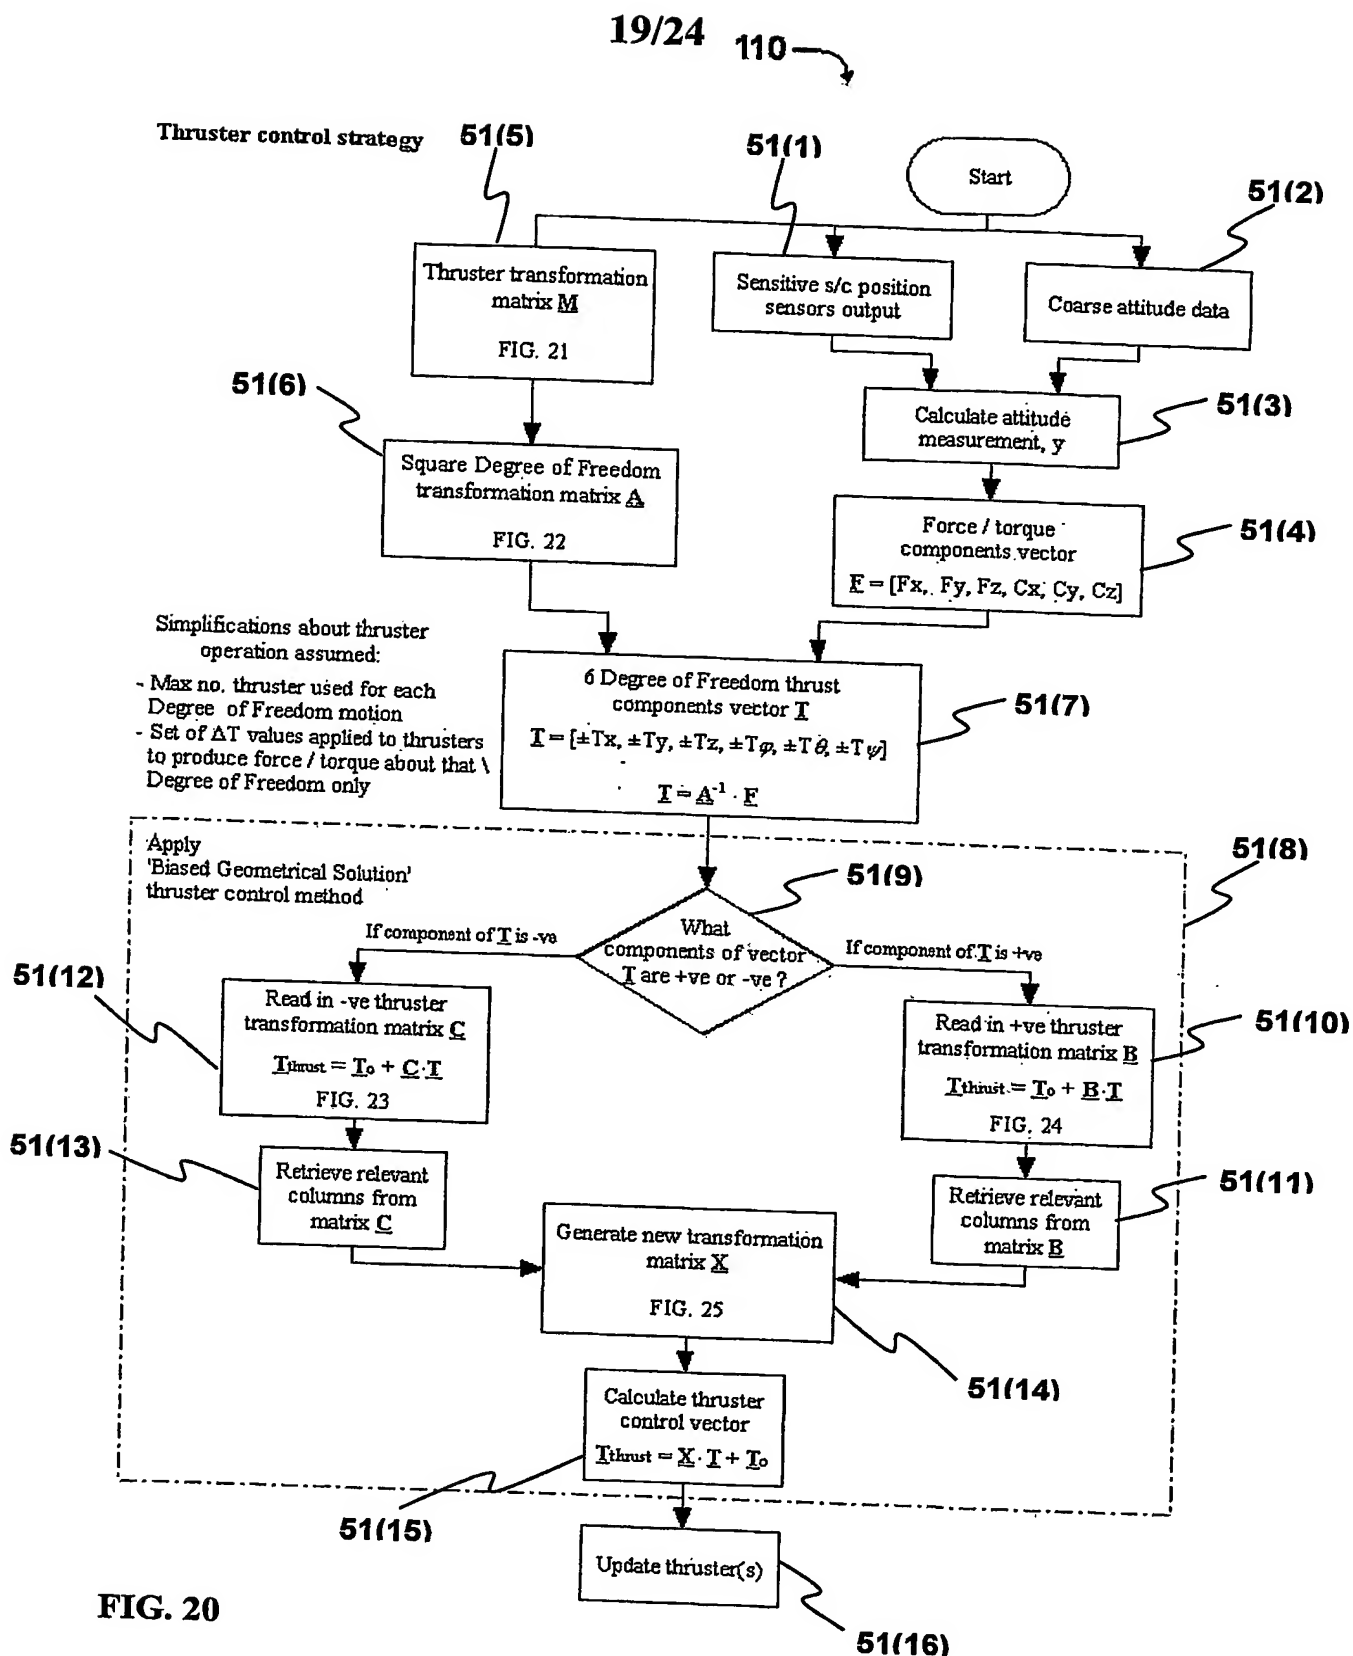 19/24
110
Thruster control strategy
51(5)
51(1)
Start
51(2)
Thruster transformation
matrix M
FIG. 21
Sensitive s/c position
sensors output
Coarse attitude data
51(6)
51(3)
Calculate attitude
measurement, y
Square Degree of Freedom
transformation matrix A
FIG. 22
Force / torque
components vector
F = [Fx, Fy, Fz, Cx, Cy, Cz]
51(4)
Simplifications about thruster
operation assumed:
- Max no. thruster used for each
Degree of Freedom motion
- Set of ΔT values applied to thrusters
to produce force / torque about that \
Degree of Freedom only
6 Degree of Freedom thrust
components vector T
T = [±Tx, ±Ty, ±Tz, ±Tφ, ±Tθ, ±Tψ]
T = A⁻¹ · F
51(7)
Apply
'Biased Geometrical Solution'
thruster control method
51(8)
51(9)
What
components of vector
T are +ve or -ve ?
If component of T is -ve
If component of T is +ve
51(12)
Read in -ve thruster
transformation matrix C
Tthrust = To + C·T
FIG. 23
Read in +ve thruster
transformation matrix B
Tthrust = To + B·T
FIG. 24
51(10)
51(13)
Retrieve relevant
columns from
matrix C
Retrieve relevant
columns from
matrix B
51(11)
Generate new transformation
matrix X
FIG. 25
51(14)
Calculate thruster
control vector
Tthrust = X · T + To
51(15)
Update thruster(s)
51(16)
FIG. 20